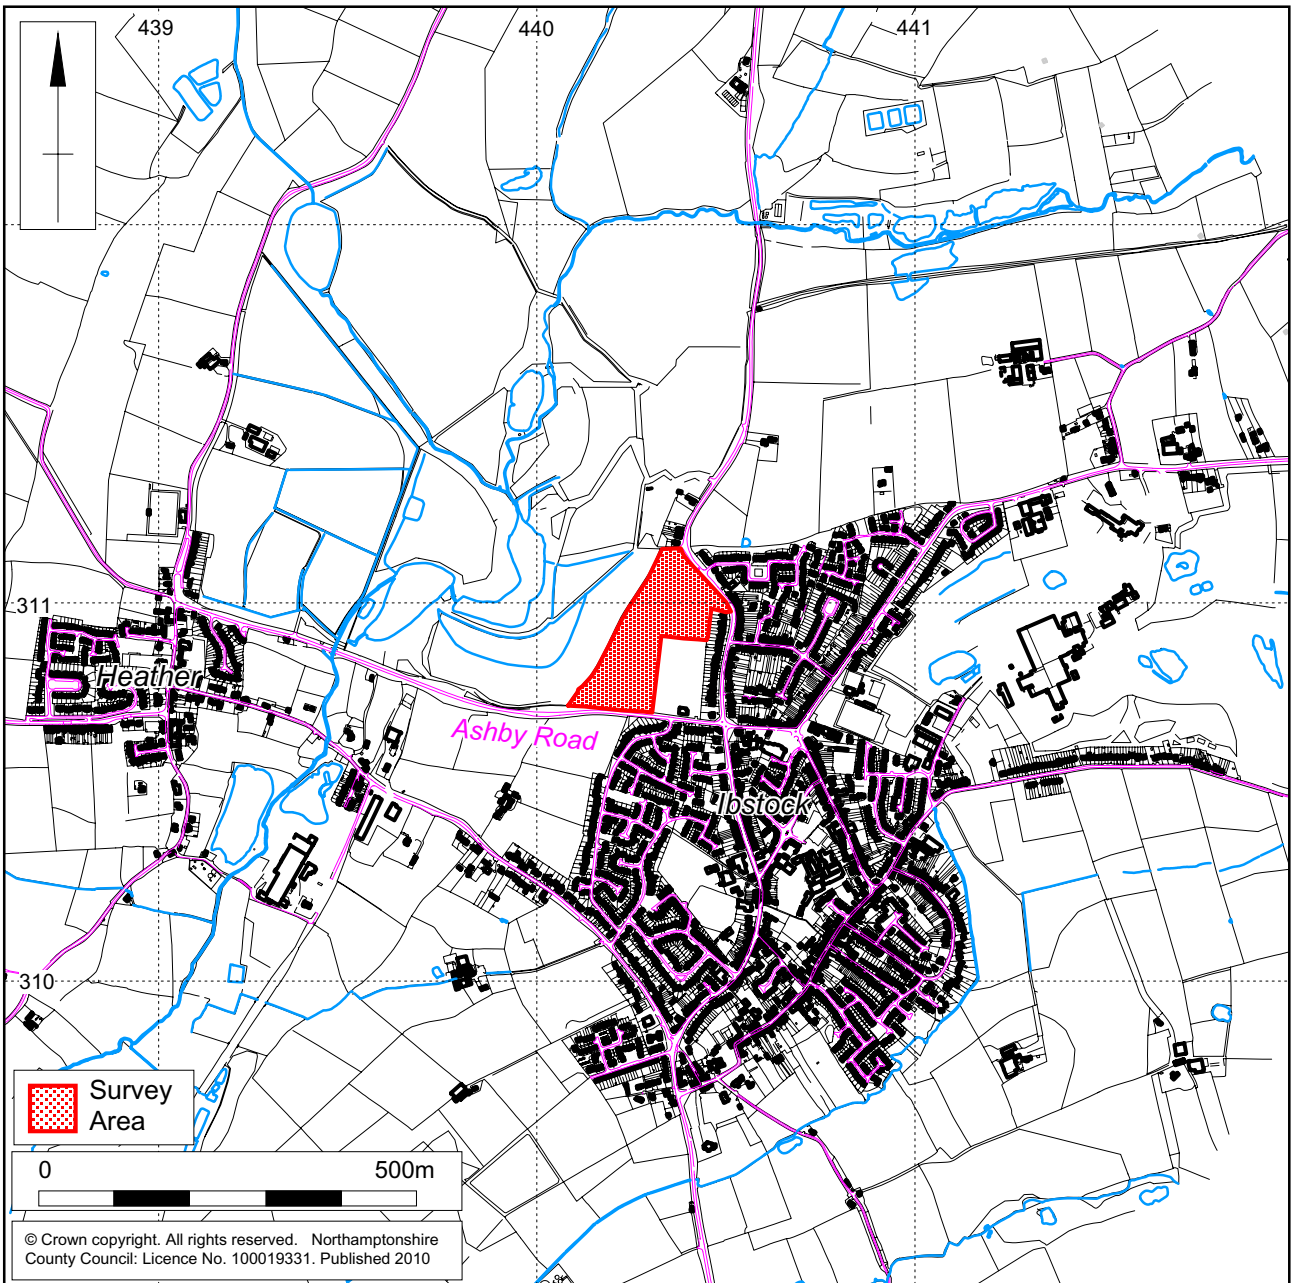 439
440
441
311
Heather
Ashby Road
Ibstock
310
Survey
Area
0 500m
© Crown copyright. All rights reserved. Northamptonshire
County Council: Licence No. 100019331. Published 2010